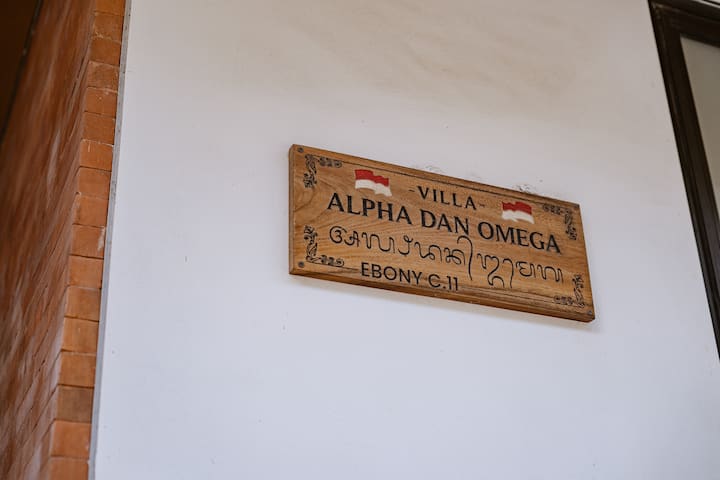 -VILLA-
ALPHA DAN OMEGA
EBONY C.11